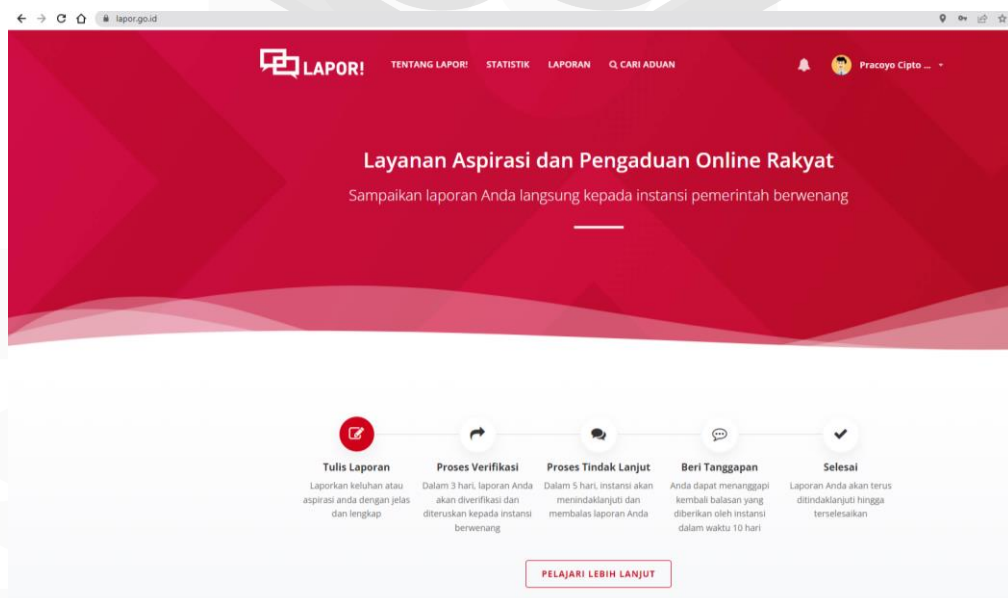 lapor.go.id
LAPOR!
TENTANG LAPOR! STATISTIK LAPORAN CARI ADUAN
Pracoyo Cipto ...
Layanan Aspirasi dan Pengaduan Online Rakyat
Sampaikan laporan Anda langsung kepada instansi pemerintah berwenang
Tulis Laporan
Laporkan keluhan atau
aspirasi anda dengan jelas
dan lengkap
Proses Verifikasi
Dalam 3 hari, laporan Anda
akan diverifikasi dan
diteruskan kepada instansi
berwenang
Proses Tindak Lanjut
Dalam 5 hari, instansi akan
menindaklanjuti dan
membalas laporan Anda
Beri Tanggapan
Anda dapat menanggapi
kembali balasan yang
diberikan oleh instansi
dalam waktu 10 hari
Selesai
Laporan Anda akan terus
ditindaklanjuti hingga
terselesaikan
PELAJARI LEBIH LANJUT